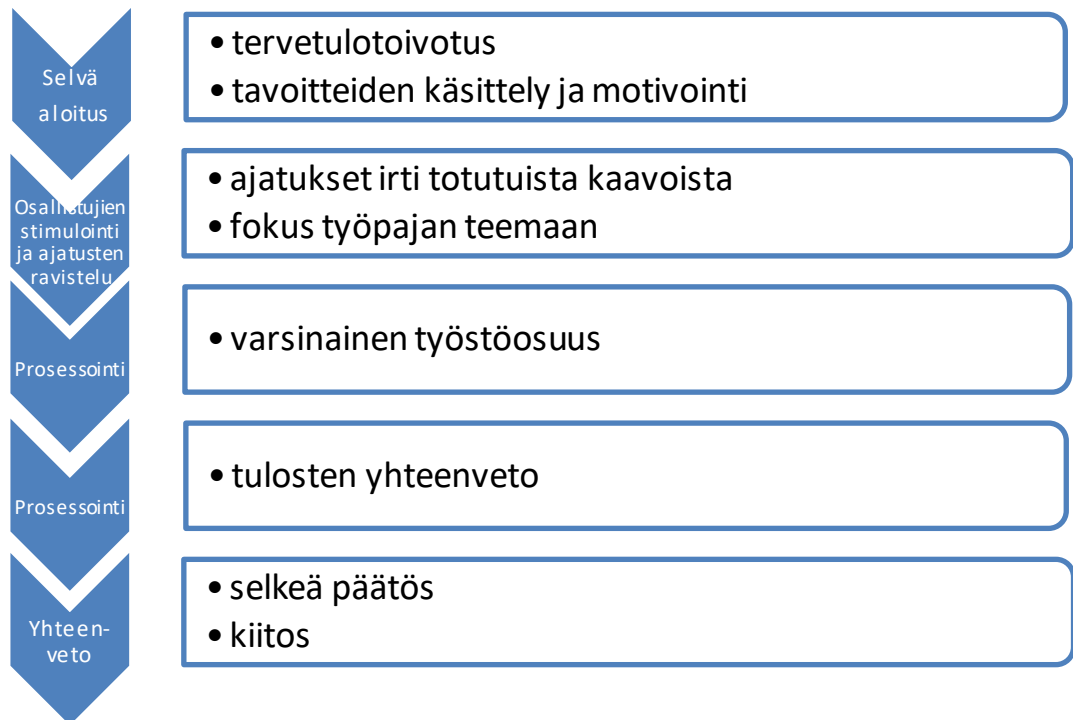 Selvä
aloitus
• tervetulotoivotus
• tavoitteiden käsittely ja motivointi
Osallistujien
stimulointi
ja ajatusten
ravistelu
• ajatukset irti totutuista kaavoista
• fokus työpajan teemaan
Prosessointi
• varsinainen työstöosuus
Prosessointi
• tulosten yhteenveto
Yhteen-
veto
• selkeä päätös
• kiitos